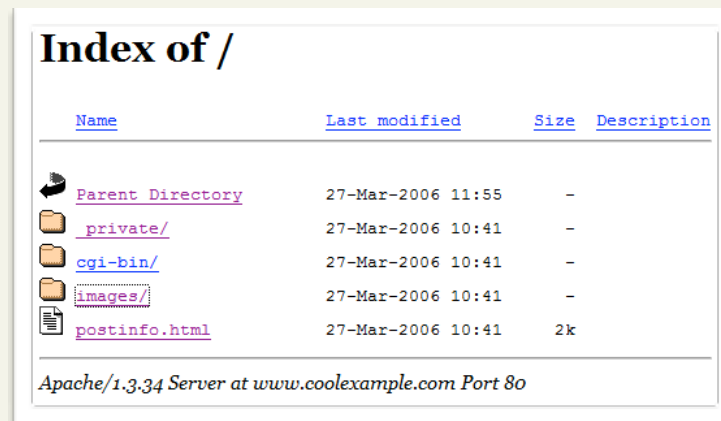 Index of /
Name Last modified Size Description
Parent Directory 27-Mar-2006 11:55 -
_private/ 27-Mar-2006 10:41 -
cgi-bin/ 27-Mar-2006 10:41 -
images/ 27-Mar-2006 10:41 -
postinfo.html 27-Mar-2006 10:41 2k
Apache/1.3.34 Server at www.coolexample.com Port 80